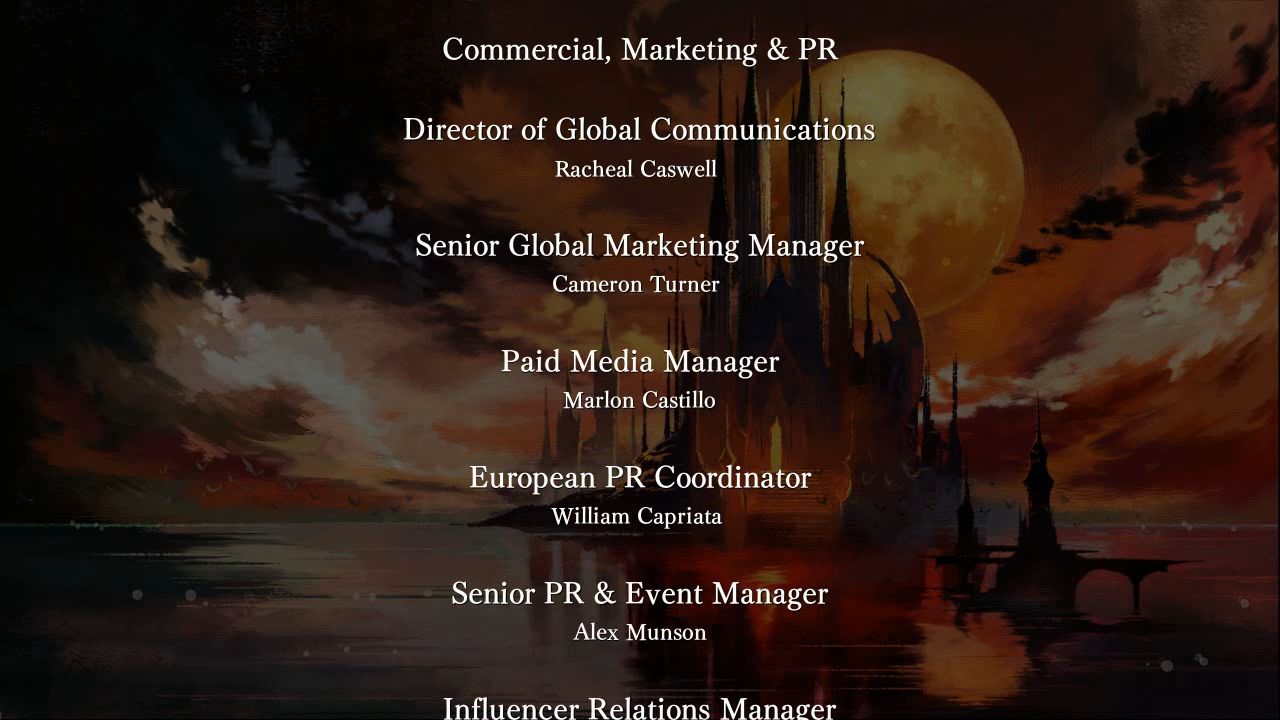 Commercial, Marketing & PR
Director of Global Communications
Racheal Caswell
Senior Global Marketing Manager
Cameron Turner
Paid Media Manager
Marlon Castillo
European PR Coordinator
William Capriata
Senior PR & Event Manager
Alex Munson
Influencer Relations Manager